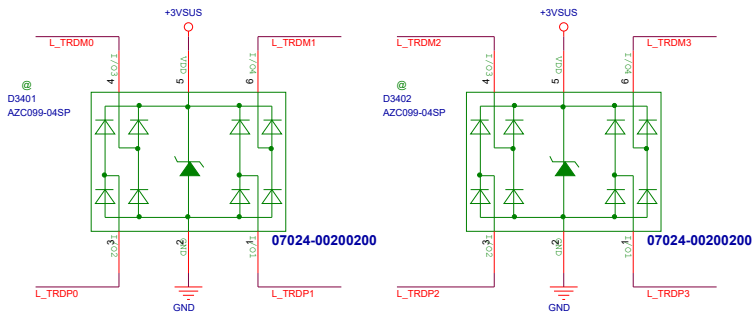 +3VSUS
+3VSUS
L_TRDM0
L_TRDM1
L_TRDM2
L_TRDM3
4
I/O3
5
VDD
6
I/O4
4
I/O3
5
VDD
6
I/O4
@
D3401
AZC099-04SP
@
D3402
AZC099-04SP
3
I/O2
2
GND
1
I/O1
07024-00200200
3
I/O2
2
GND
1
I/O1
07024-00200200
L_TRDP0
L_TRDP1
L_TRDP2
L_TRDP3
GND
GND